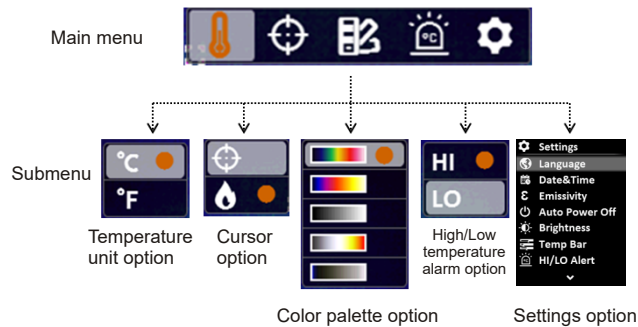 Main menu
°C
Submenu
°C
°F
HI
LO
Settings
Language
Date&Time
ε Emissivity
Auto Power Off
Brightness
Temp Bar
HI/LO Alert
Temperature
unit option
Cursor
option
High/Low
temperature
alarm option
Color palette option
Settings option